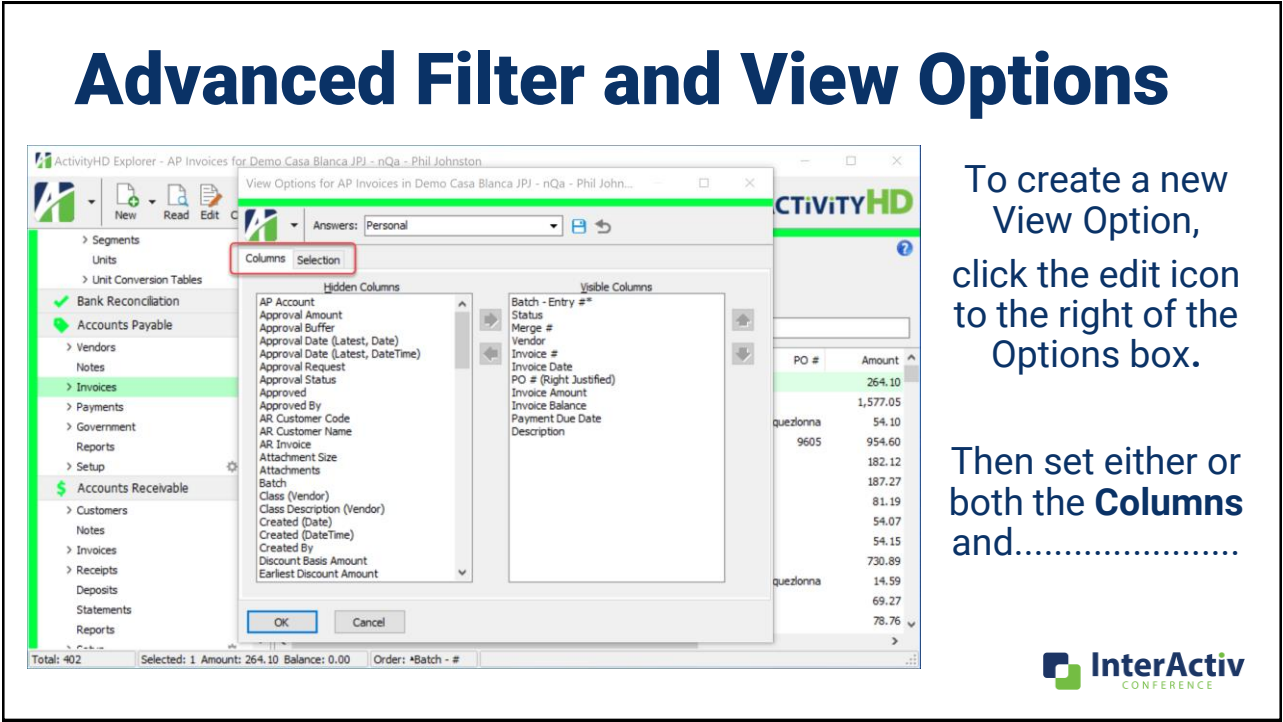 Advanced Filter and View Options
ActivityHD Explorer - AP Invoices for Demo Casa Blanca JPJ - nQa - Phil Johnston
New Read Edit
ACTiViTYHD
> Segments
Units
> Unit Conversion Tables
Bank Reconciliation
Accounts Payable
> Vendors
Notes
> Invoices
> Payments
> Government
Reports
> Setup
Accounts Receivable
> Customers
Notes
> Invoices
> Receipts
Deposits
Statements
Reports
View Options for AP Invoices in Demo Casa Blanca JPJ - nQa - Phil John...
Answers: Personal
Columns Selection
Hidden Columns
AP Account
Approval Amount
Approval Buffer
Approval Date (Latest, Date)
Approval Date (Latest, DateTime)
Approval Request
Approval Status
Approved
Approved By
AR Customer Code
AR Customer Name
AR Invoice
Attachment Size
Attachments
Batch
Class (Vendor)
Class Description (Vendor)
Created (Date)
Created (DateTime)
Created By
Discount Basis Amount
Earliest Discount Amount
Visible Columns
Batch - Entry #*
Status
Merge #
Vendor
Invoice #
Invoice Date
PO # (Right Justified)
Invoice Amount
Invoice Balance
Payment Due Date
Description
OK Cancel
PO # Amount
264.10
1,577.05
quezlonna 54.10
9605 954.60
182.12
187.27
81.19
54.07
54.15
730.89
quezlonna 14.59
69.27
78.76
Total: 402 Selected: 1 Amount: 264.10 Balance: 0.00 Order: ▴Batch - #
To create a new
View Option,
click the edit icon
to the right of the
Options box.
Then set either or
both the Columns
and.......................
InterActiv
CONFERENCE